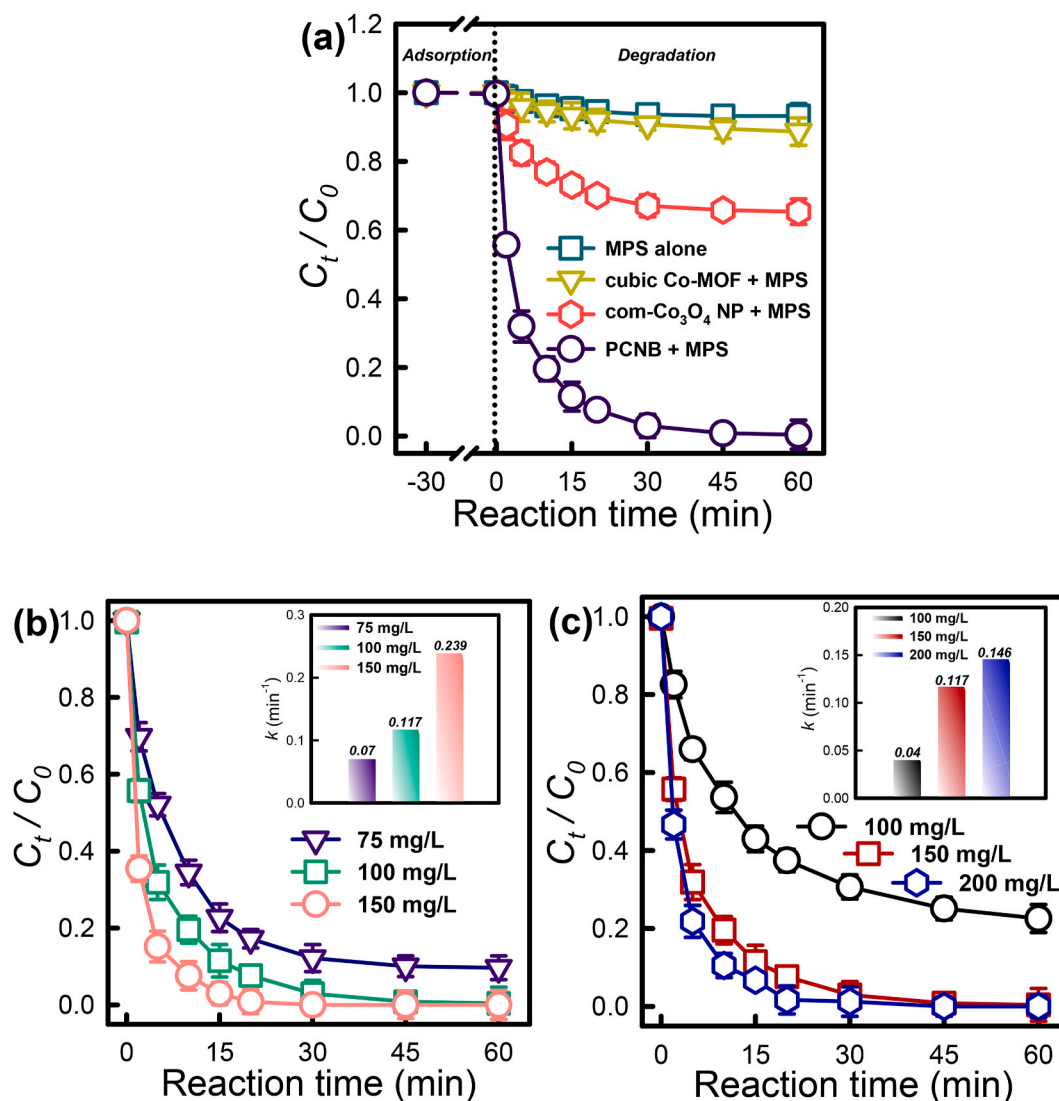 (a)
Adsorption
Degradation
1.2
1.0
0.8
0.6
0.4
0.2
0.0
C_t / C_0
MPS alone
cubic Co-MOF + MPS
com-Co₃O₄ NP + MPS
PCNB + MPS
-30 0 15 30 45 60
Reaction time (min)
(b)
1.0
0.8
0.6
0.4
0.2
0.0
C_t / C_0
0.3
0.2
0.1
0.0
k (min⁻¹)
75 mg/L
100 mg/L
150 mg/L
0.07
0.117
0.239
75 mg/L
100 mg/L
150 mg/L
0 15 30 45 60
Reaction time (min)
(c)
1.0
0.8
0.6
0.4
0.2
0.0
C_t / C_0
0.20
0.15
0.10
0.05
0.00
k (min⁻¹)
100 mg/L
150 mg/L
200 mg/L
0.04
0.117
0.146
100 mg/L
150 mg/L
200 mg/L
0 15 30 45 60
Reaction time (min)